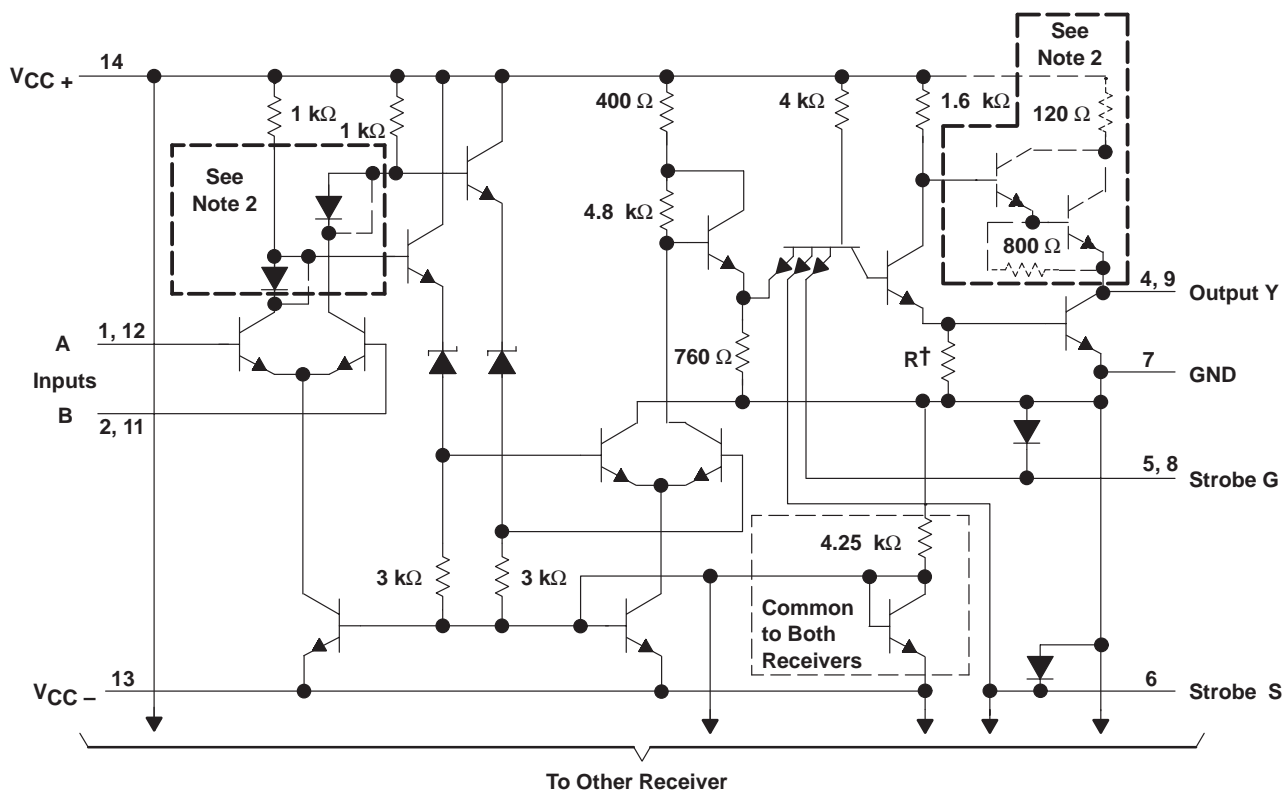 See
Note 2
VCC +
14
1 kΩ
1 kΩ
400 Ω
4 kΩ
1.6 kΩ
120 Ω
See
Note 2
4.8 kΩ
800 Ω
4, 9
Output Y
A
1, 12
Inputs
B
2, 11
760 Ω
R†
7
GND
5, 8
Strobe G
3 kΩ
3 kΩ
4.25 kΩ
Common
to Both
Receivers
VCC –
13
6
Strobe S
To Other Receiver